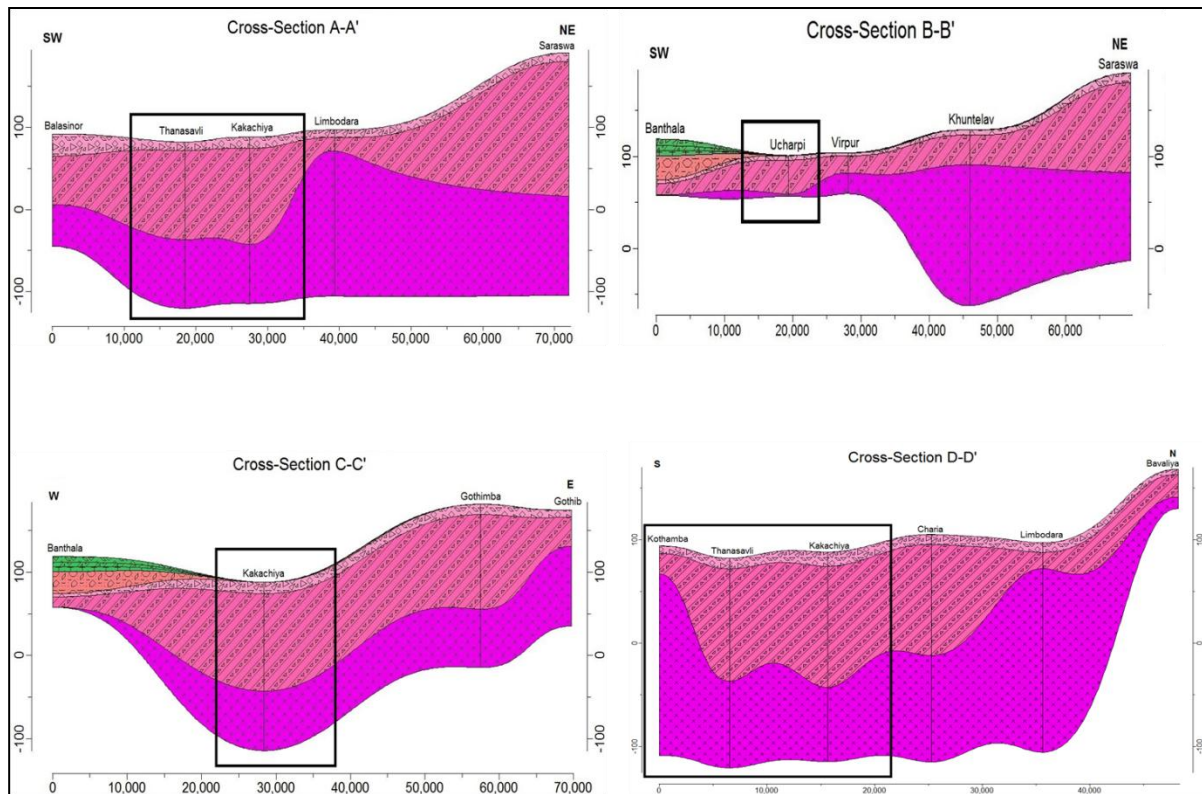 Cross-Section A-A'
SW
NE
Saraswa
Balasinor
Thanasavli
Kakachiya
Limbodara
100
0
-100
100
0
-100
0 10,000 20,000 30,000 40,000 50,000 60,000 70,000
Cross-Section B-B'
SW
NE
Saraswa
Banthala
Ucharpi
Virpur
Khuntelav
100
0
100
0
0 10,000 20,000 30,000 40,000 50,000 60,000
Cross-Section C-C'
W
E
Gothimba
Gothib
Banthala
Kakachiya
100
0
-100
100
0
-100
0 10,000 20,000 30,000 40,000 50,000 60,000 70,000
Cross-Section D-D'
S
N
Bavaliya
Kothamba
Thanasavli
Kakachiya
Charia
Limbodara
100
0
-100
100
0
-100
0 10,000 20,000 30,000 40,000